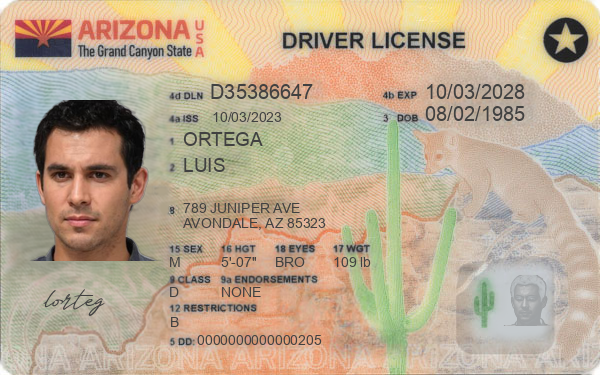 ARIZONA USA
The Grand Canyon State
DRIVER LICENSE
4d DLN D35386647
4b EXP 10/03/2028
4a ISS 10/03/2023
3 DOB 08/02/1985
1 ORTEGA
2 LUIS
8 789 JUNIPER AVE
AVONDALE, AZ 85323
15 SEX 16 HGT 18 EYES 17 WGT
M 5'-07" BRO 109 lb
9 CLASS 9a ENDORSEMENTS
D NONE
12 RESTRICTIONS
B
5 DD: 0000000000000205
lorteg
ARIZONA ARIZONA ARIZONA ARIZONA